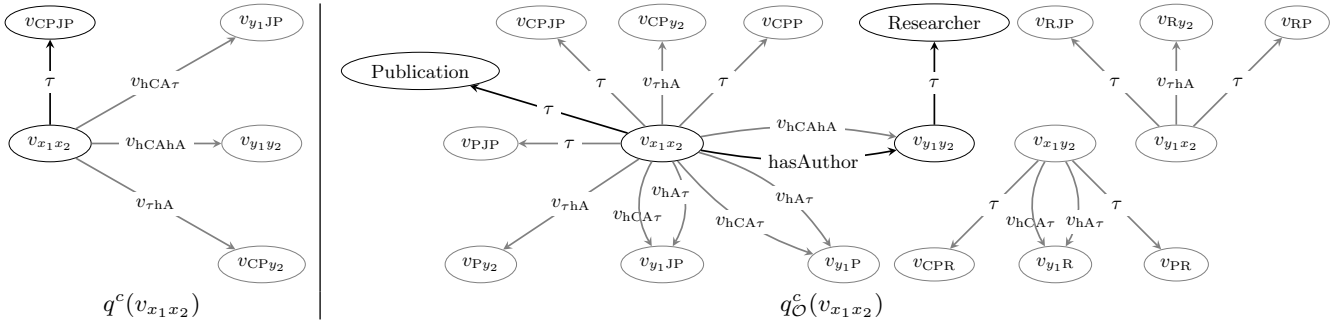 v_CPJP v_y₁JP
τ v_hCAτ
v_x₁x₂ v_hCAhA v_y₁y₂
v_τhA
v_CPy₂
q^c(v_x₁x₂)
v_CPJP v_CPy₂ v_CPP Researcher v_RJP v_Ry₂ v_RP
Publication
τ v_τhA τ τ τ v_τhA τ
τ
v_PJP τ v_x₁x₂ v_hCAhA v_y₁y₂ v_x₁y₂ v_y₁x₂
hasAuthor
v_τhA v_hCAτ v_hAτ v_hCAτ v_hAτ τ v_hCAτ v_hAτ τ
v_Py₂ v_y₁JP v_y₁P v_CPR v_y₁R v_PR
q^c_𝒪(v_x₁x₂)